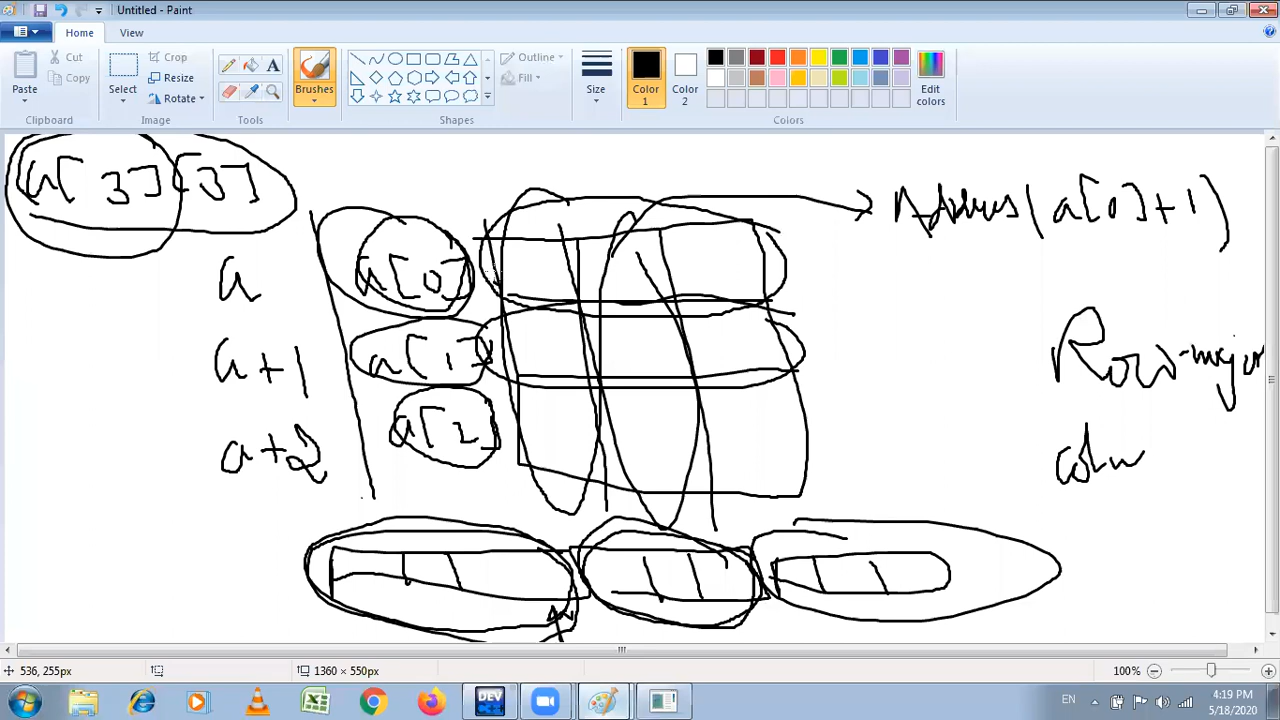 Untitled - Paint
Home View
Paste
Cut
Copy
Clipboard
Select
Crop
Resize
Rotate
Image
Tools
Brushes
Outline
Fill
Shapes
Size
Color 1
Color 2
Edit colors
Colors
a[3][3]
Address(a[0]+1)
a a[0]
a+1 a[1]
Row-major
a+2 a[2]
536, 255px 1360 × 550px 100%
DEV EN 4:19 PM
5/18/2020